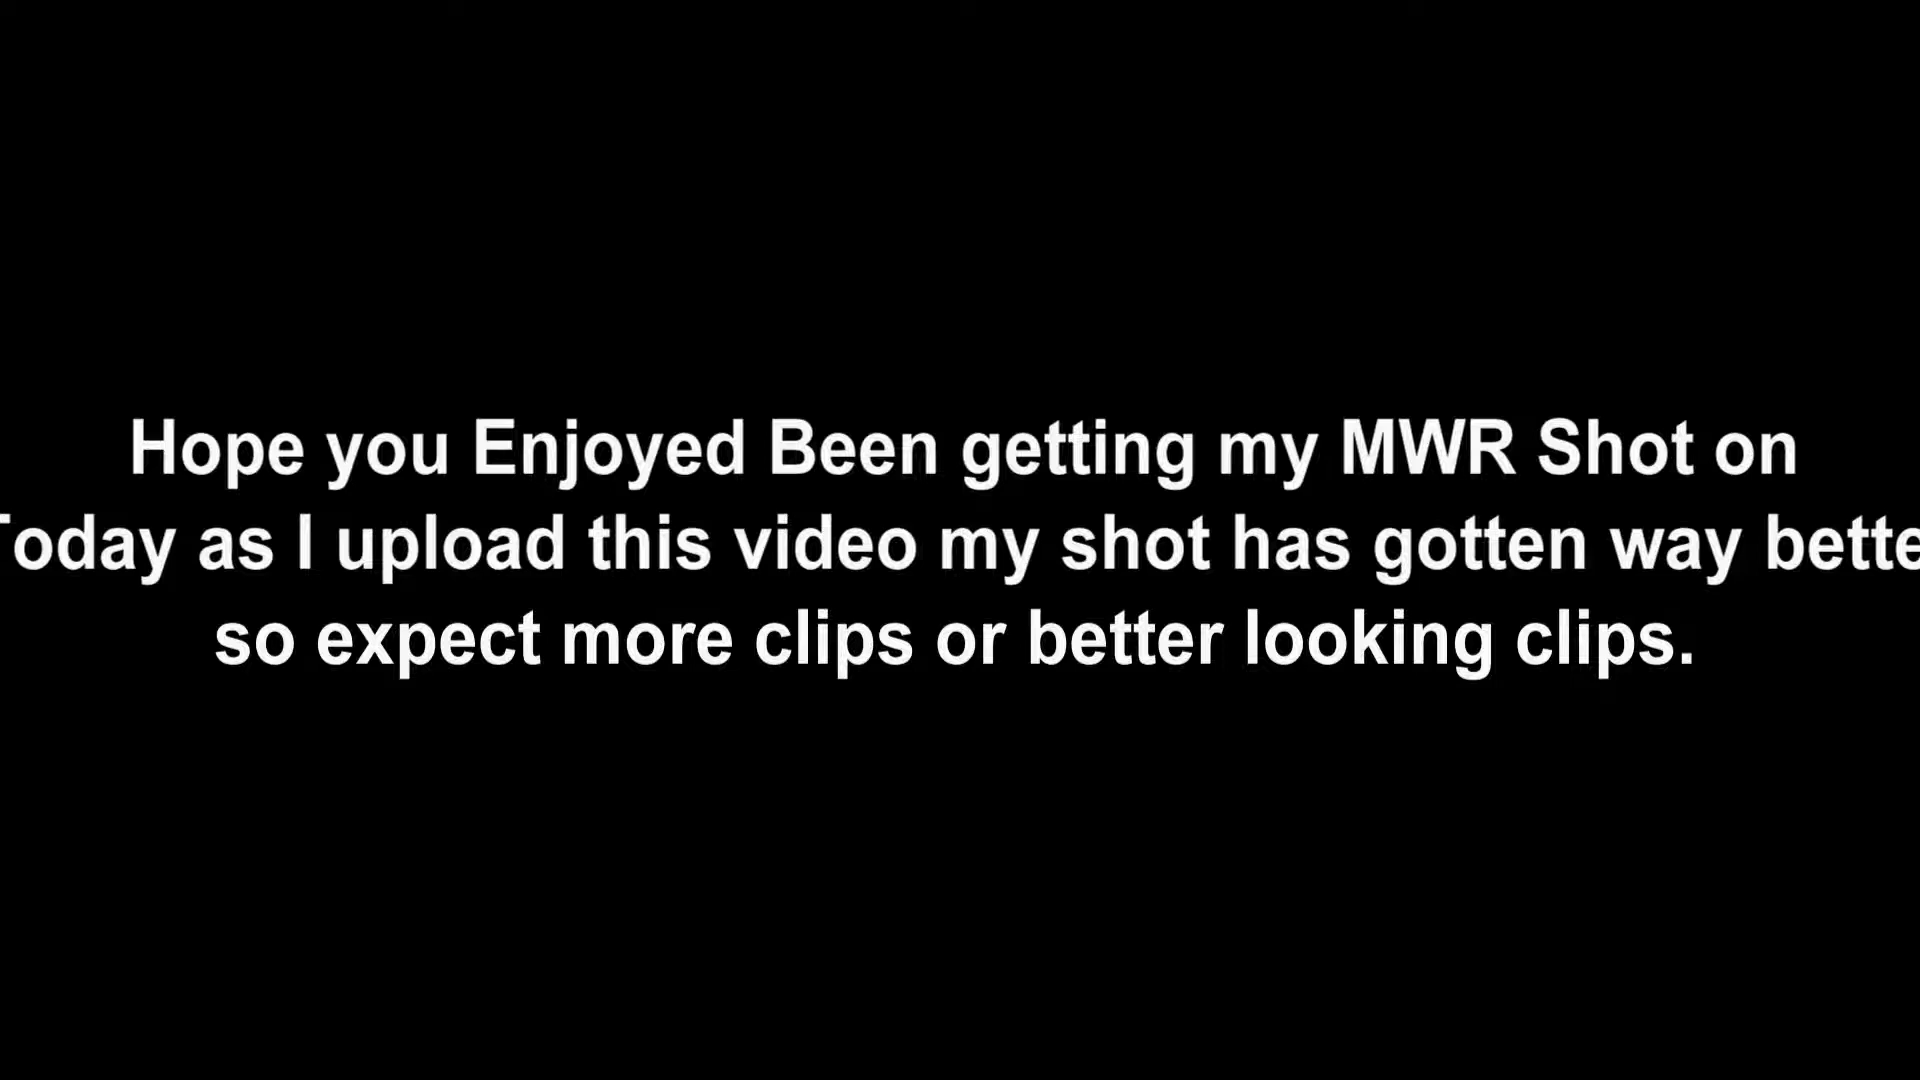 Hope you Enjoyed Been getting my MWR Shot on
Today as I upload this video my shot has gotten way bette
so expect more clips or better looking clips.